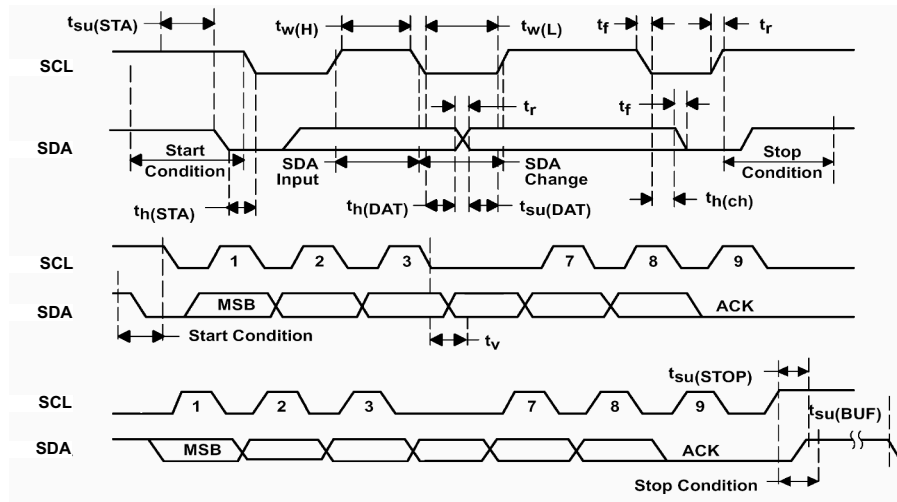 tsu(STA) tw(H) tw(L) tf tr
SCL
tr tf
SDA
Start Condition SDA Input SDA Change Stop Condition
th(STA) th(DAT) tsu(DAT) th(ch)
SCL 1 2 3 7 8 9
SDA MSB ACK
Start Condition tv
tsu(STOP)
SCL 1 2 3 7 8 9
tsu(BUF)
SDA MSB ACK
Stop Condition